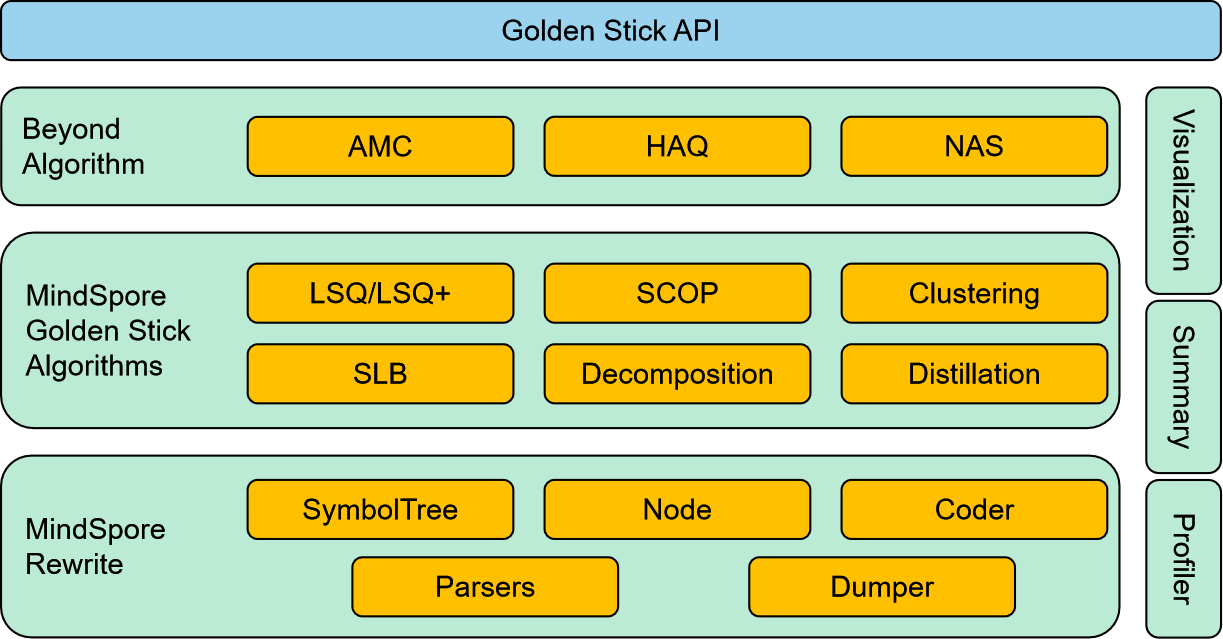 Golden Stick API
Beyond
Algorithm
AMC
HAQ
NAS
MindSpore
Golden Stick
Algorithms
LSQ/LSQ+
SCOP
Clustering
SLB
Decomposition
Distillation
MindSpore
Rewrite
SymbolTree
Node
Coder
Parsers
Dumper
Visualization
Summary
Profiler